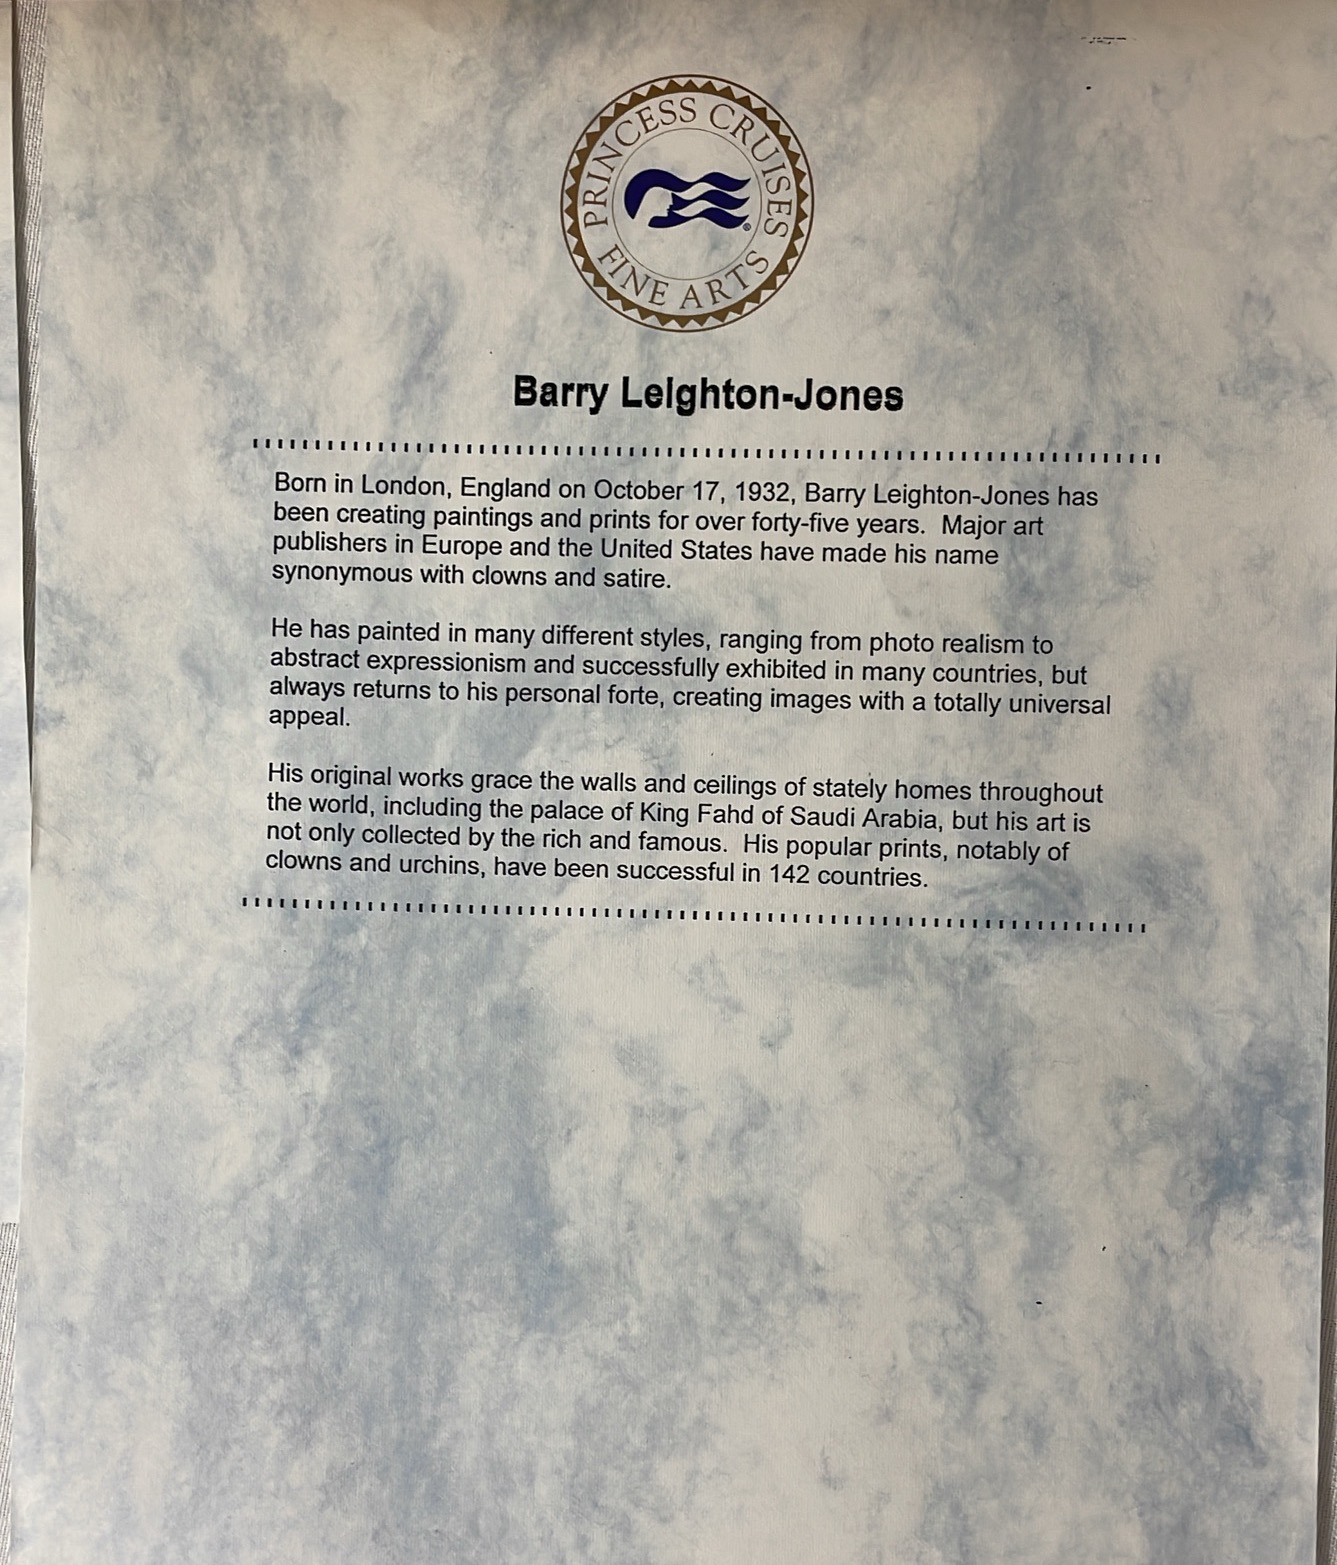 PRINCESS CRUISES
FINE ARTS
®
Barry Leighton-Jones
Born in London, England on October 17, 1932, Barry Leighton-Jones has
been creating paintings and prints for over forty-five years. Major art
publishers in Europe and the United States have made his name
synonymous with clowns and satire.
He has painted in many different styles, ranging from photo realism to
abstract expressionism and successfully exhibited in many countries, but
always returns to his personal forte, creating images with a totally universal
appeal.
His original works grace the walls and ceilings of stately homes throughout
the world, including the palace of King Fahd of Saudi Arabia, but his art is
not only collected by the rich and famous. His popular prints, notably of
clowns and urchins, have been successful in 142 countries.